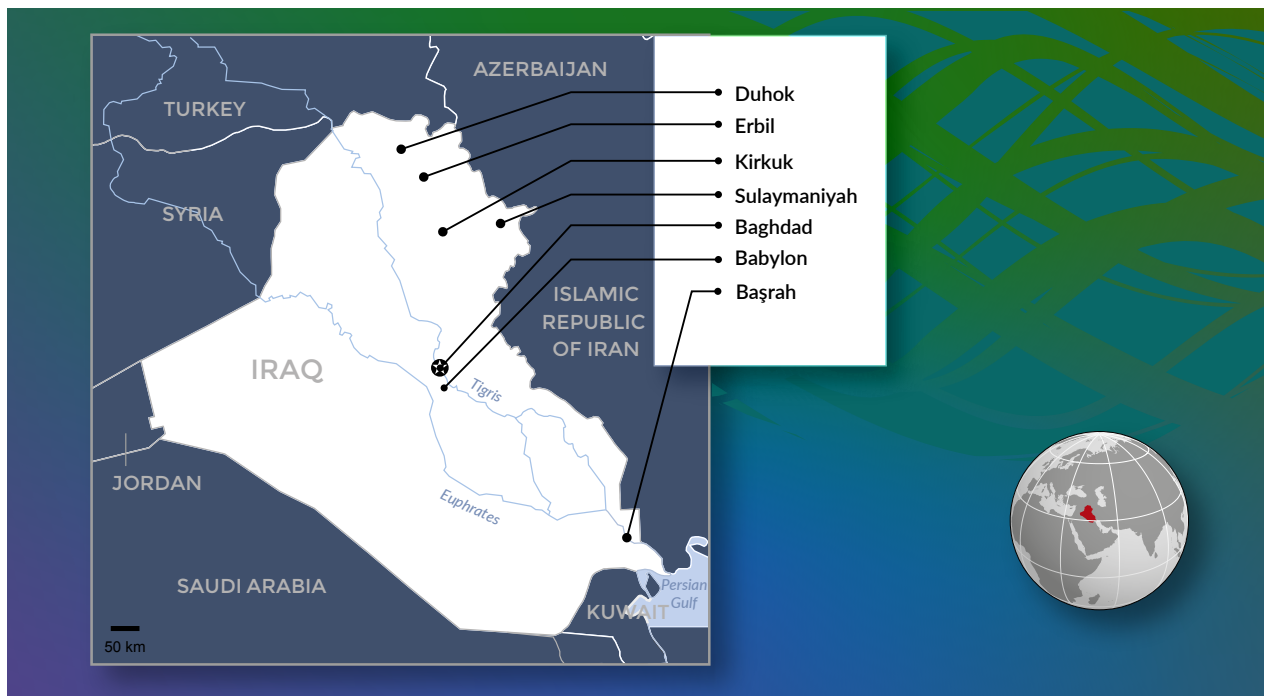 AZERBAIJAN
TURKEY
SYRIA
ISLAMIC
REPUBLIC
OF IRAN
IRAQ
Tigris
Euphrates
JORDAN
SAUDI ARABIA
KUWAIT
Persian
Gulf
50 km
Duhok
Erbil
Kirkuk
Sulaymaniyah
Baghdad
Babylon
Başrah